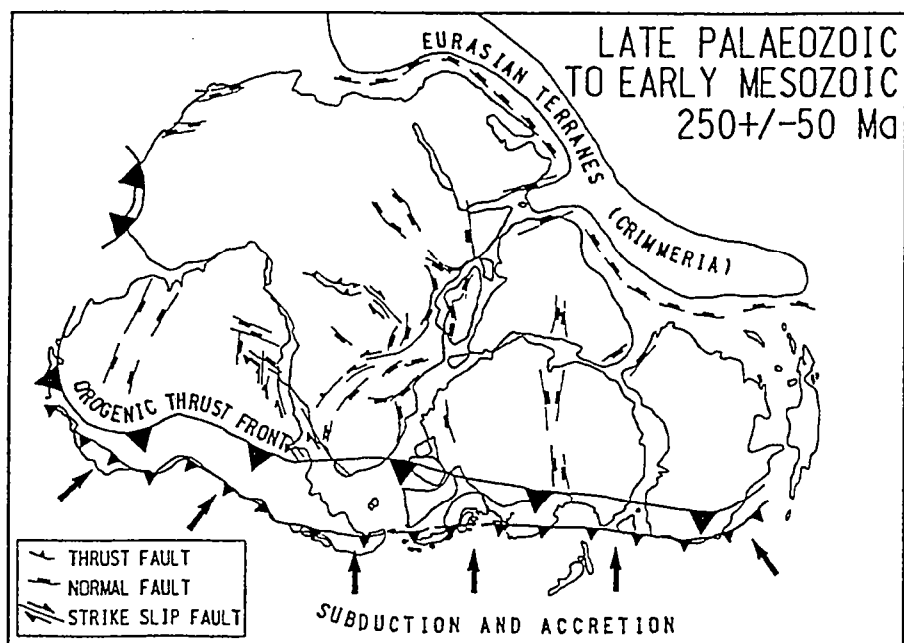 LATE PALAEOZOIC
TO EARLY MESOZOIC
250+/-50 Ma
EURASIAN TERRANES
(CRIMMERIA)
OROGENIC THRUST FRONT
THRUST FAULT
NORMAL FAULT
STRIKE SLIP FAULT
SUBDUCTION AND ACCRETION